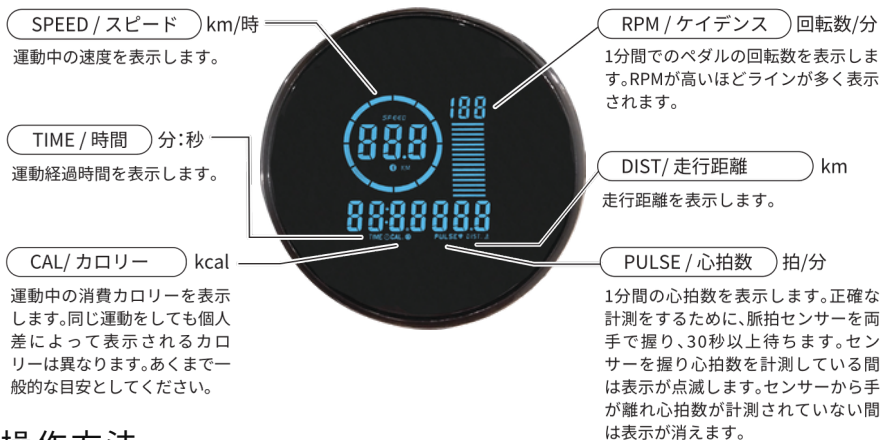 SPEED / スピード km/時
運動中の速度を表示します。
TIME / 時間 分:秒
運動経過時間を表示します。
CAL/ カロリー kcal
運動中の消費カロリーを表示
します。同じ運動をしても個人
差によって表示されるカロ
リーは異なります。あくまで一
般的な目安としてください。
SPEED
88.8
KM
188
88:8.888.8
TIME CAL. PULSE DIST.
RPM / ケイデンス 回転数/分
1分間でのペダルの回転数を表示しま
す。RPMが高いほどラインが多く表示
されます。
DIST/ 走行距離 km
走行距離を表示します。
PULSE / 心拍数 拍/分
1分間の心拍数を表示します。正確な
計測をするために、脈拍センサーを両
手で握り、30秒以上待ちます。セン
サーを握り心拍数を計測している間
は表示が点滅します。センサーから手
が離れ心拍数が計測されていない間
は表示が消えます。
操作方法